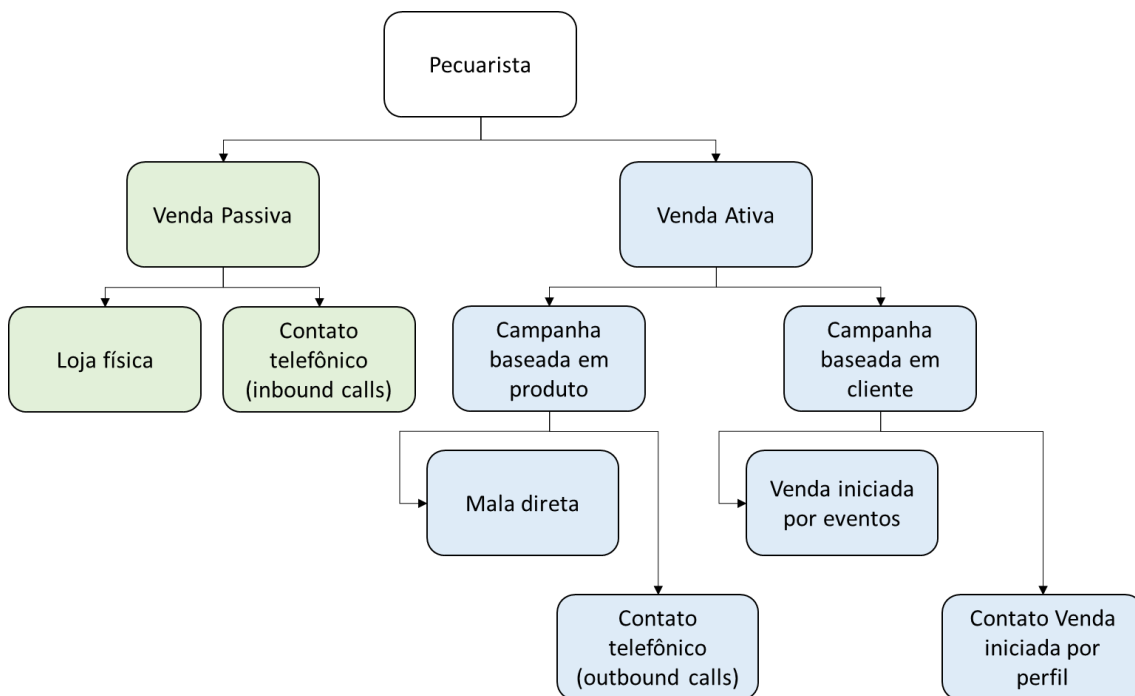 Pecuarista
Venda Passiva
Venda Ativa
Loja física
Contato
telefônico
(inbound calls)
Campanha
baseada em
produto
Campanha
baseada em
cliente
Mala direta
Venda iniciada
por eventos
Contato
telefônico
(outbound calls)
Contato Venda
iniciada por
perfil